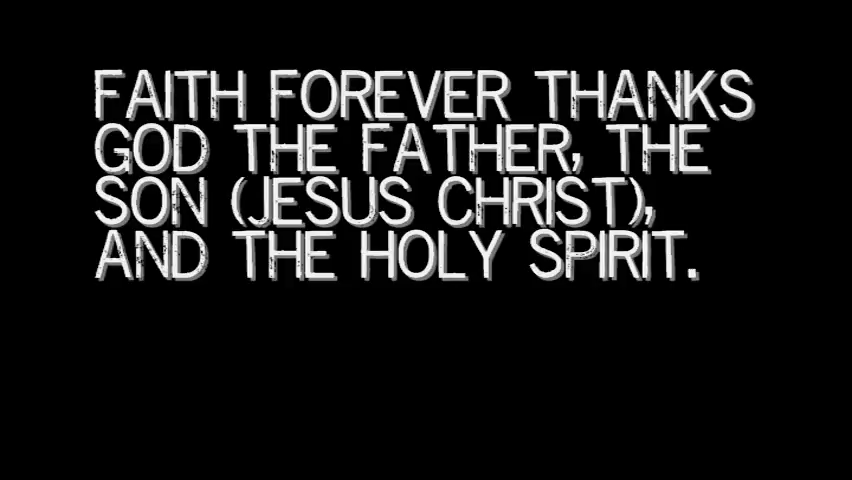 FAITH FOREVER THANKS
GOD THE FATHER, THE
SON (JESUS CHRIST),
AND THE HOLY SPIRIT.